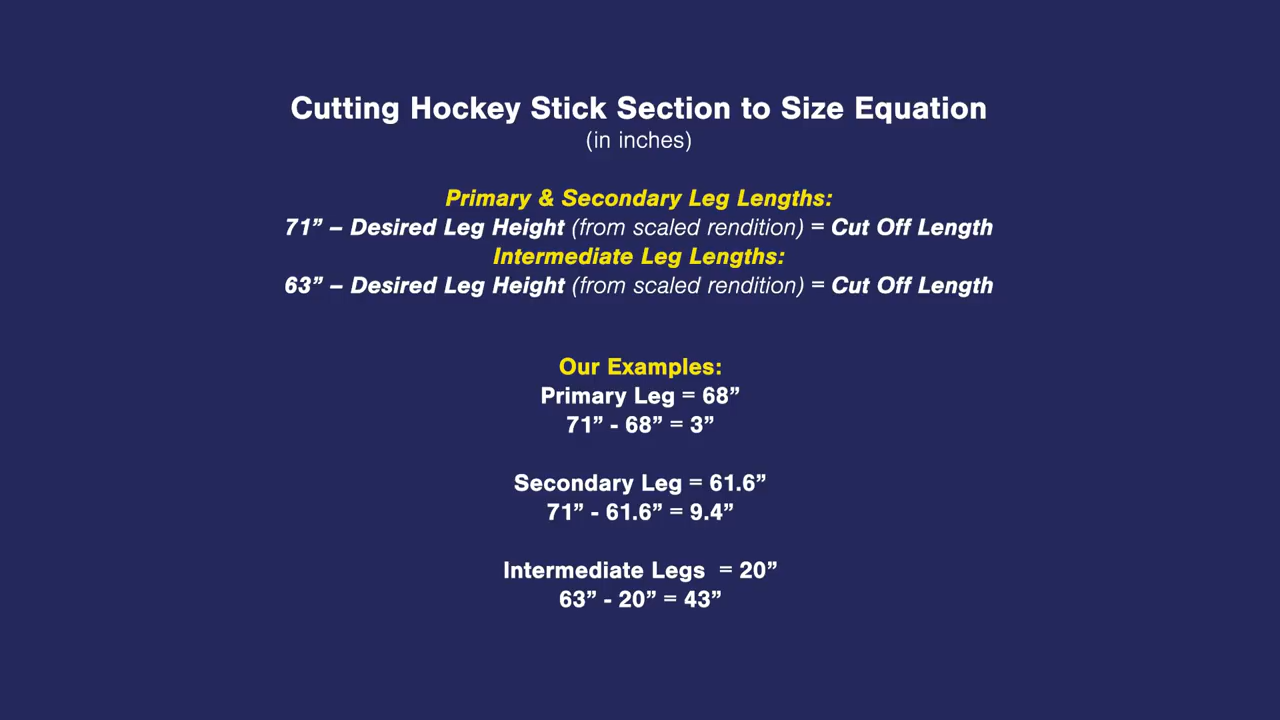 Cutting Hockey Stick Section to Size Equation
(in inches)
Primary & Secondary Leg Lengths:
71” – Desired Leg Height (from scaled rendition) = Cut Off Length
Intermediate Leg Lengths:
63” – Desired Leg Height (from scaled rendition) = Cut Off Length
Our Examples:
Primary Leg = 68”
71” - 68” = 3”
Secondary Leg = 61.6”
71” - 61.6” = 9.4”
Intermediate Legs  = 20”
63” - 20” = 43”